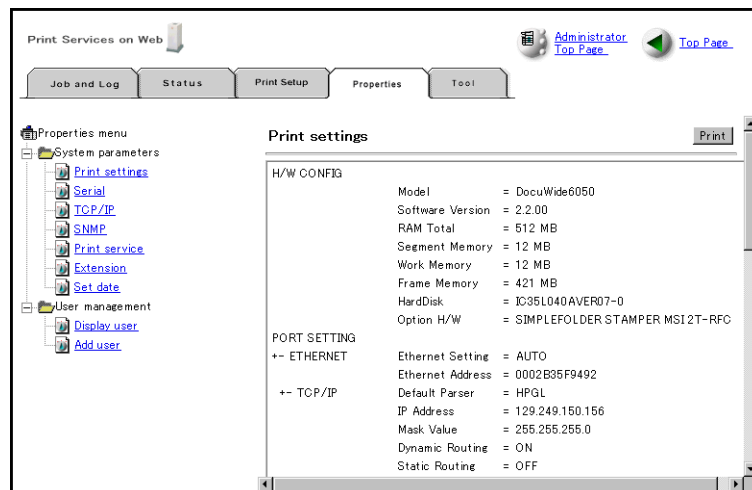 Print Services on Web
Administrator
Top Page
Top Page
Job and Log
Status
Print Setup
Properties
Tool
Properties menu
System parameters
Print settings
Serial
TCP/IP
SNMP
Print service
Extension
Set date
User management
Display user
Add user
Print settings
Print
H/W CONFIG
Model = DocuWide6050
Software Version = 2.2.00
RAM Total = 512 MB
Segment Memory = 12 MB
Work Memory = 12 MB
Frame Memory = 421 MB
HardDisk = IC35L040AVER07-0
Option H/W = SIMPLEFOLDER STAMPER MSI 2T-RFC
PORT SETTING
+- ETHERNET Ethernet Setting = AUTO
Ethernet Address = 0002B35F9492
+- TCP/IP Default Parser = HPGL
IP Address = 129.249.150.156
Mask Value = 255.255.255.0
Dynamic Routing = ON
Static Routing = OFF